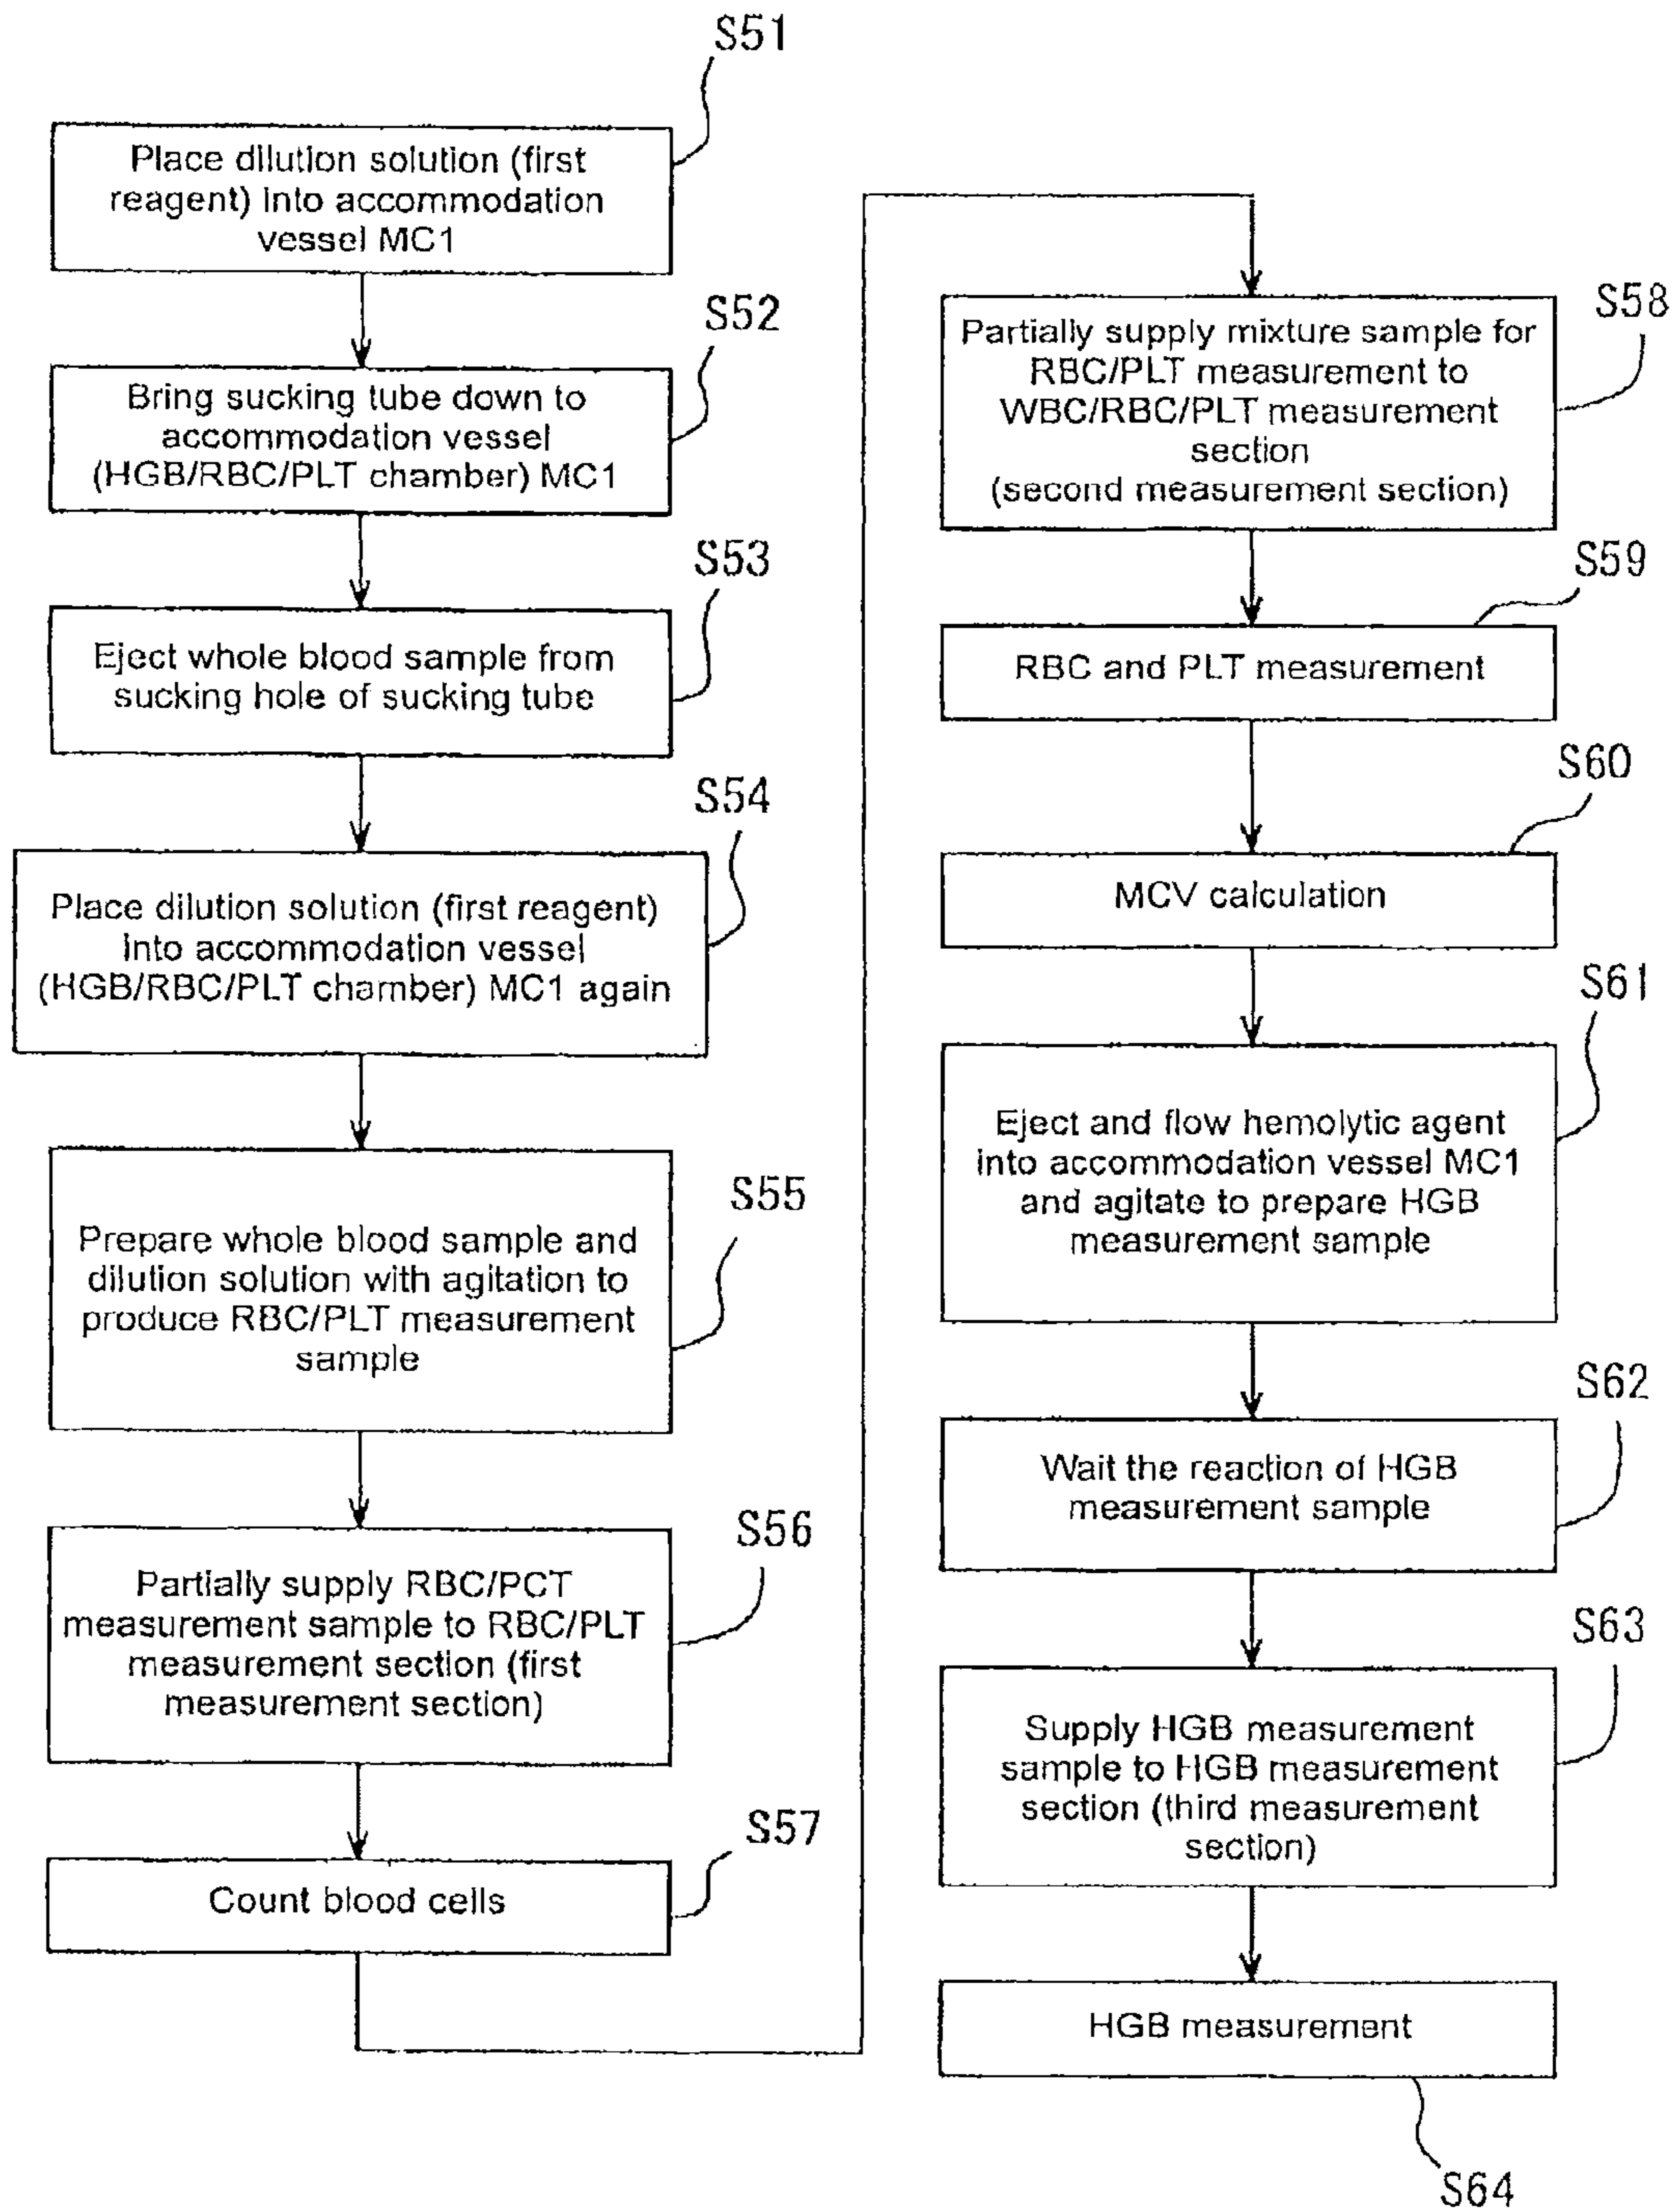 S51
Place dilution solution (first
reagent) into accommodation
vessel MC1
S52
Bring sucking tube down to
accommodation vessel
(HGB/RBC/PLT chamber) MC1
S53
Eject whole blood sample from
sucking hole of sucking tube
S54
Place dilution solution (first reagent)
into accommodation vessel
(HGB/RBC/PLT chamber) MC1 again
S55
Prepare whole blood sample and
dilution solution with agitation to
produce RBC/PLT measurement
sample
S56
Partially supply RBC/PCT
measurement sample to RBC/PLT
measurement section (first
measurement section)
S57
Count blood cells
S58
Partially supply mixture sample for
RBC/PLT measurement to
WBC/RBC/PLT measurement
section
(second measurement section)
S59
RBC and PLT measurement
S60
MCV calculation
S61
Eject and flow hemolytic agent
into accommodation vessel MC1
and agitate to prepare HGB
measurement sample
S62
Wait the reaction of HGB
measurement sample
S63
Supply HGB measurement
sample to HGB measurement
section (third measurement
section)
HGB measurement
S64